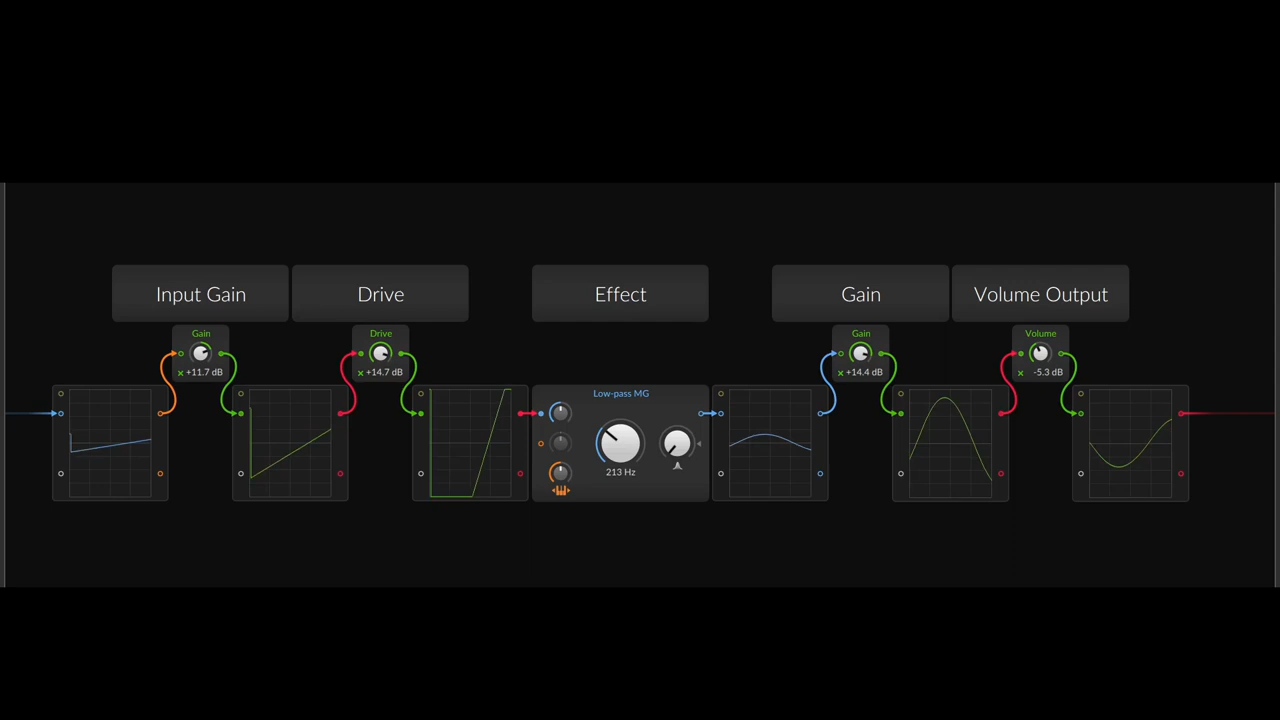 Input Gain
Drive
Effect
Gain
Volume Output
Gain
+11.7 dB
Drive
+14.7 dB
Gain
+14.4 dB
Volume
-5.3 dB
Low-pass MG
213 Hz